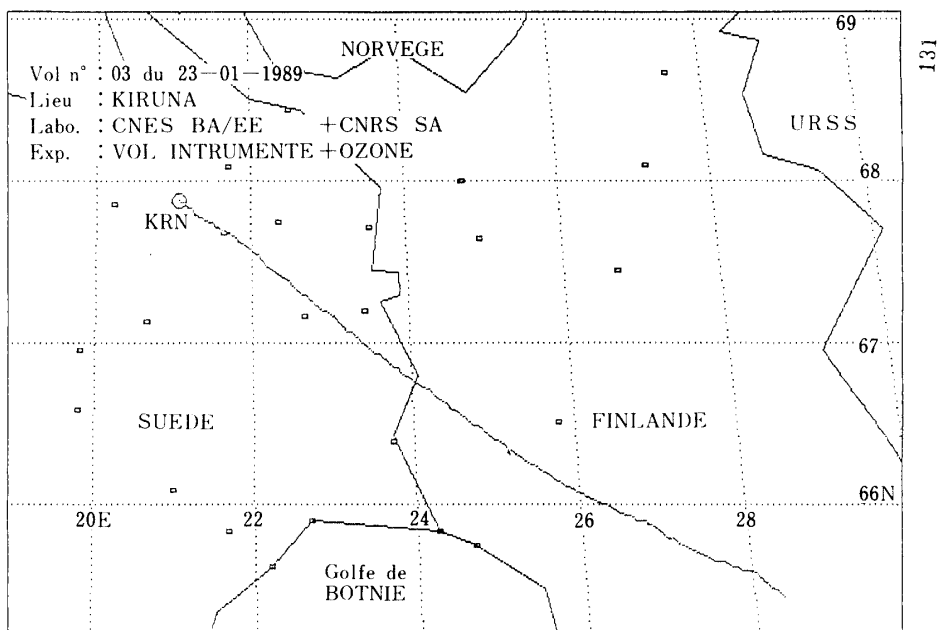 131
69
NORVEGE
Vol n° : 03 du 23-01-1989
Lieu : KIRUNA
Labo. : CNES BA/EE +CNRS SA
Exp. : VOL INTRUMENTE+OZONE
URSS
68
KRN
67
SUEDE
FINLANDE
66N
20E 22 24 26 28
Golfe de
BOTNIE